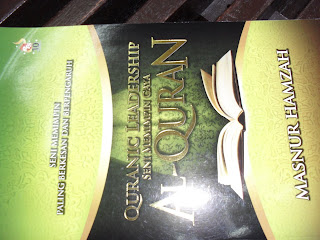 SENI MEMIMPIN
PALING BERKESAN DAN BERPENGARUH
QURANIC LEADERSHIP
SENI MEMIMPIN GAYA
AL-QURAN
MASNUR HAMZAH